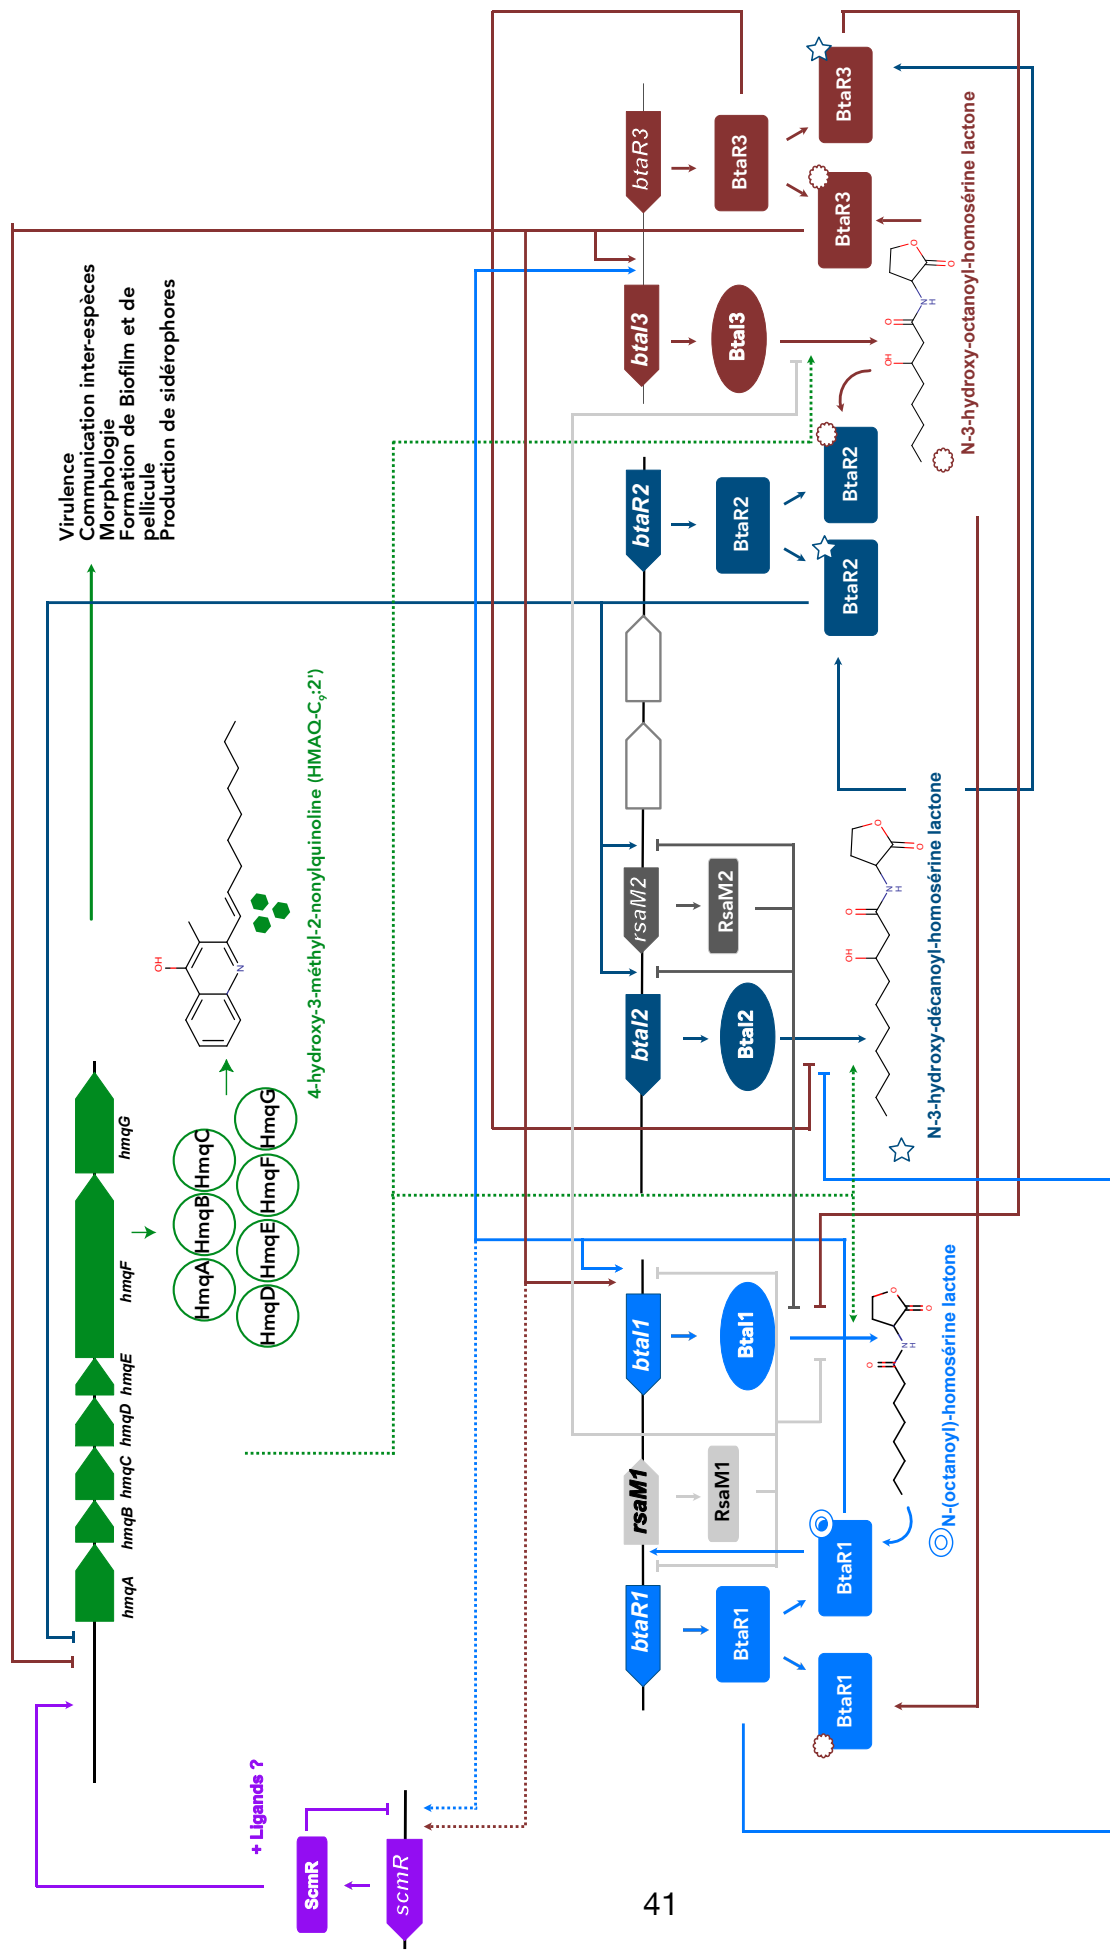 Virulence
Communication inter-espèces
Morphologie
Formation de Biofilm et de
pellicule
Production de sidérophores
hmqA
hmqB
hmqC
hmqD
hmqE
hmqF
hmqG
HmqA
HmqB
HmqC
HmqD
HmqE
HmqF
HmqG
OH
N
4-hydroxy-3-méthyl-2-nonylquinoline (HMAQ-C₉:2')
+ Ligands ?
ScmR
scmR
btaR1
rsaM1
btaI1
btaI2
rsaM2
btaR2
btaI3
btaR3
BtaR1
RsaM1
BtaI1
BtaI2
RsaM2
BtaR2
BtaI3
BtaR3
BtaR1
BtaR1
BtaR2
BtaR2
BtaR3
BtaR3
O
N
H
O
O
N-(octanoyl)-homosérine lactone
OH
O
N
H
O
O
N-3-hydroxy-décanoyl-homosérine lactone
OH
O
N
H
O
O
N-3-hydroxy-octanoyl-homosérine lactone
41